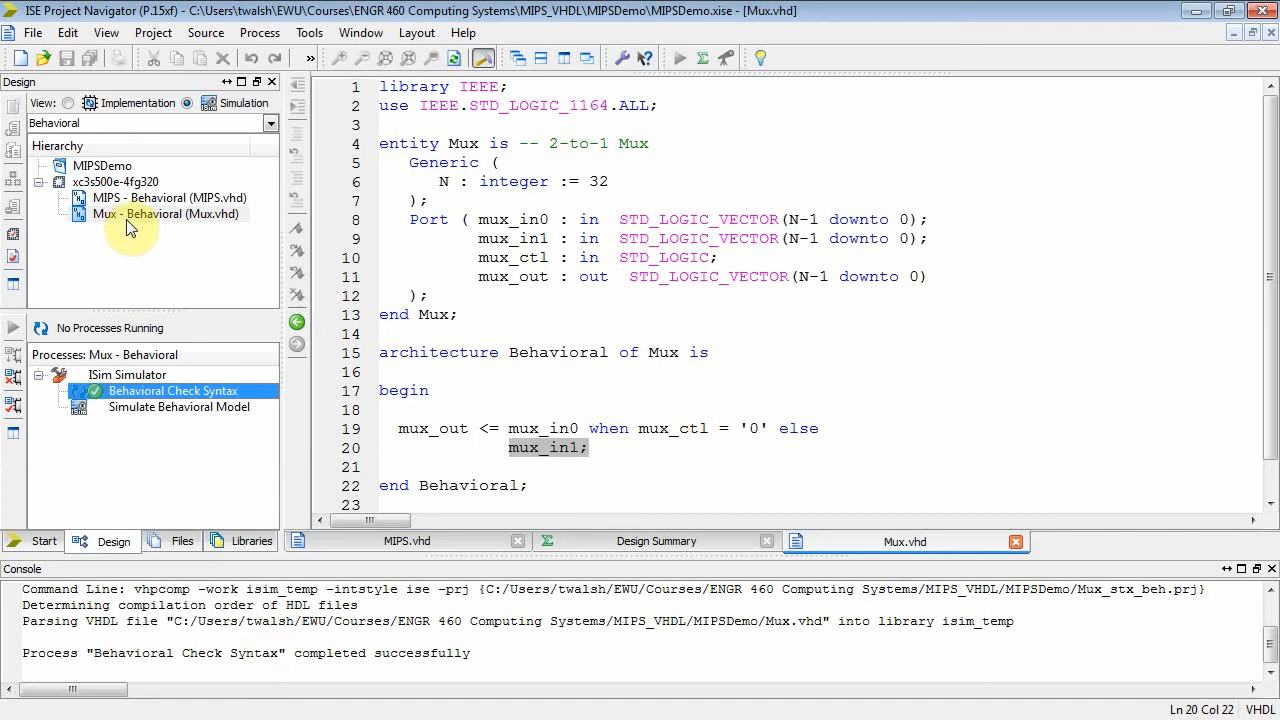 ISE Project Navigator (P.15xf) - C:\Users\twalsh\EWU\Courses\ENGR 460 Computing Systems\MIPS_VHDL\MIPSDemo\MIPSDemo.xise - [Mux.vhd]
File Edit View Project Source Process Tools Window Layout Help
»
Design
View: Implementation Simulation
Behavioral
Hierarchy
MIPSDemo
xc3s500e-4fg320
MIPS - Behavioral (MIPS.vhd)
Mux - Behavioral (Mux.vhd)
No Processes Running
Processes: Mux - Behavioral
ISim Simulator
Behavioral Check Syntax
Simulate Behavioral Model
Start Design Files Libraries
1 library IEEE;
2 use IEEE.STD_LOGIC_1164.ALL;
3
4 entity Mux is -- 2-to-1 Mux
5 Generic (
6 N : integer := 32
7 );
8 Port ( mux_in0 : in STD_LOGIC_VECTOR(N-1 downto 0);
9 mux_in1 : in STD_LOGIC_VECTOR(N-1 downto 0);
10 mux_ctl : in STD_LOGIC;
11 mux_out : out STD_LOGIC_VECTOR(N-1 downto 0)
12 );
13 end Mux;
14
15 architecture Behavioral of Mux is
16
17 begin
18
19 mux_out <= mux_in0 when mux_ctl = '0' else
20 mux_in1;
21
22 end Behavioral;
23
MIPS.vhd Design Summary Mux.vhd
Console
Command Line: vhpcomp -work isim_temp -intstyle ise -prj {C:/Users/twalsh/EWU/Courses/ENGR 460 Computing Systems/MIPS_VHDL/MIPSDemo/Mux_stx_beh.prj}
Determining compilation order of HDL files
Parsing VHDL file "C:/Users/twalsh/EWU/Courses/ENGR 460 Computing Systems/MIPS_VHDL/MIPSDemo/Mux.vhd" into library isim_temp
Process "Behavioral Check Syntax" completed successfully
Ln 20 Col 22 VHDL